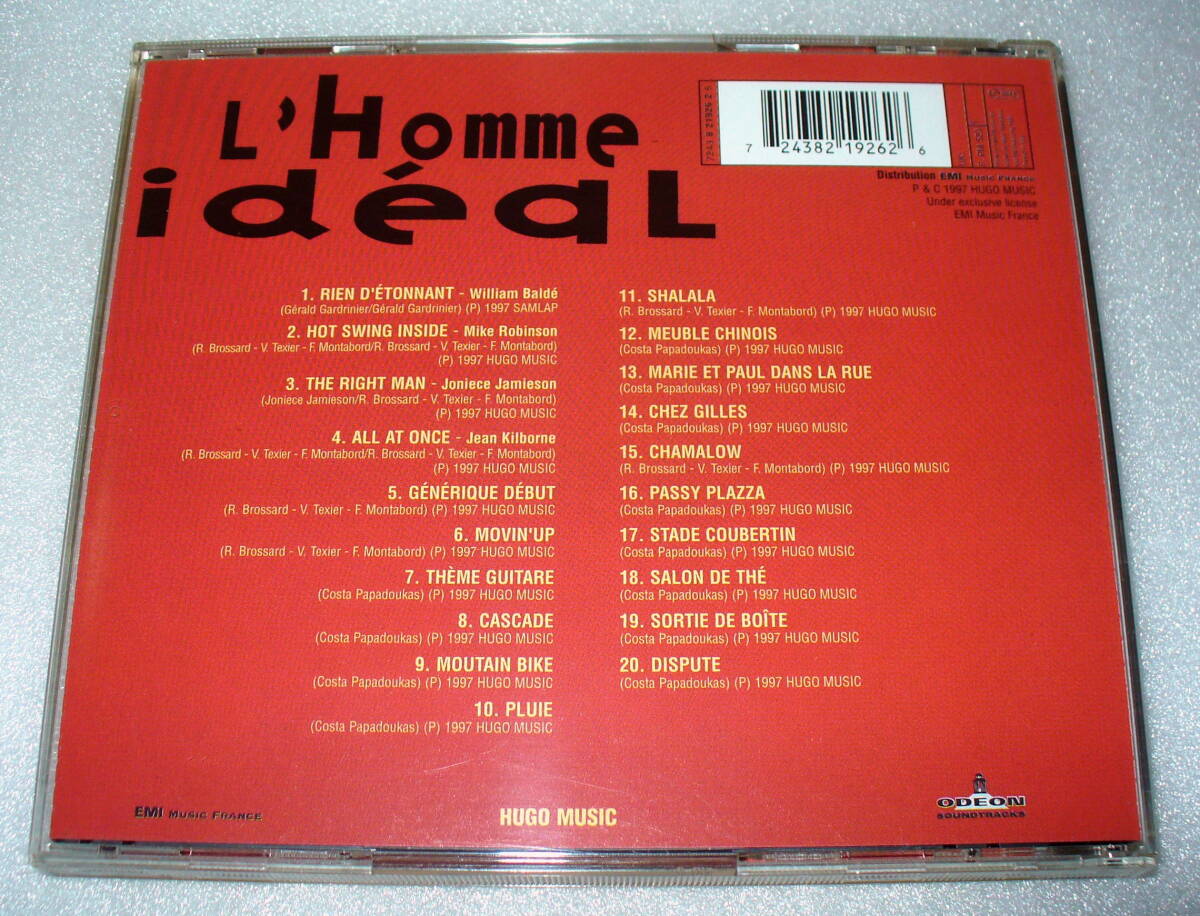 L'Homme
idéaL
7243 8 21926 2 5
7 24382 19262 6
Distribution EMI MUSIC FRANCE
P & C 1997 HUGO MUSIC
Under exclusive license
EMI Music France
1. RIEN D'ÉTONNANT - William Baldé
(Gérald Gardrinier/Gérald Gardrinier) (P) 1997 SAMLAP
2. HOT SWING INSIDE - Mike Robinson
(R. Brossard - V. Texier - F. Montabord/R. Brossard - V. Texier - F. Montabord)
(P) 1997 HUGO MUSIC
3. THE RIGHT MAN - Joniece Jamieson
(Joniece Jamieson/R. Brossard - V. Texier - F. Montabord)
(P) 1997 HUGO MUSIC
4. ALL AT ONCE - Jean Kilborne
(R. Brossard - V. Texier - F. Montabord/R. Brossard - V. Texier - F. Montabord)
(P) 1997 HUGO MUSIC
5. GÉNÉRIQUE DÉBUT
(R. Brossard - V. Texier - F. Montabord) (P) 1997 HUGO MUSIC
6. MOVIN'UP
(R. Brossard - V. Texier - F. Montabord) (P) 1997 HUGO MUSIC
7. THÈME GUITARE
(Costa Papadoukas) (P) 1997 HUGO MUSIC
8. CASCADE
(Costa Papadoukas) (P) 1997 HUGO MUSIC
9. MOUTAIN BIKE
(Costa Papadoukas) (P) 1997 HUGO MUSIC
10. PLUIE
(Costa Papadoukas) (P) 1997 HUGO MUSIC
11. SHALALA
(R. Brossard - V. Texier - F. Montabord) (P) 1997 HUGO MUSIC
12. MEUBLE CHINOIS
(Costa Papadoukas) (P) 1997 HUGO MUSIC
13. MARIE ET PAUL DANS LA RUE
(Costa Papadoukas) (P) 1997 HUGO MUSIC
14. CHEZ GILLES
(Costa Papadoukas) (P) 1997 HUGO MUSIC
15. CHAMALOW
(R. Brossard - V. Texier - F. Montabord) (P) 1997 HUGO MUSIC
16. PASSY PLAZZA
(Costa Papadoukas) (P) 1997 HUGO MUSIC
17. STADE COUBERTIN
(Costa Papadoukas) (P) 1997 HUGO MUSIC
18. SALON DE THÉ
(Costa Papadoukas) (P) 1997 HUGO MUSIC
19. SORTIE DE BOÎTE
(Costa Papadoukas) (P) 1997 HUGO MUSIC
20. DISPUTE
(Costa Papadoukas) (P) 1997 HUGO MUSIC
EMI MUSIC FRANCE
HUGO MUSIC
ODEON
SOUNDTRACKS